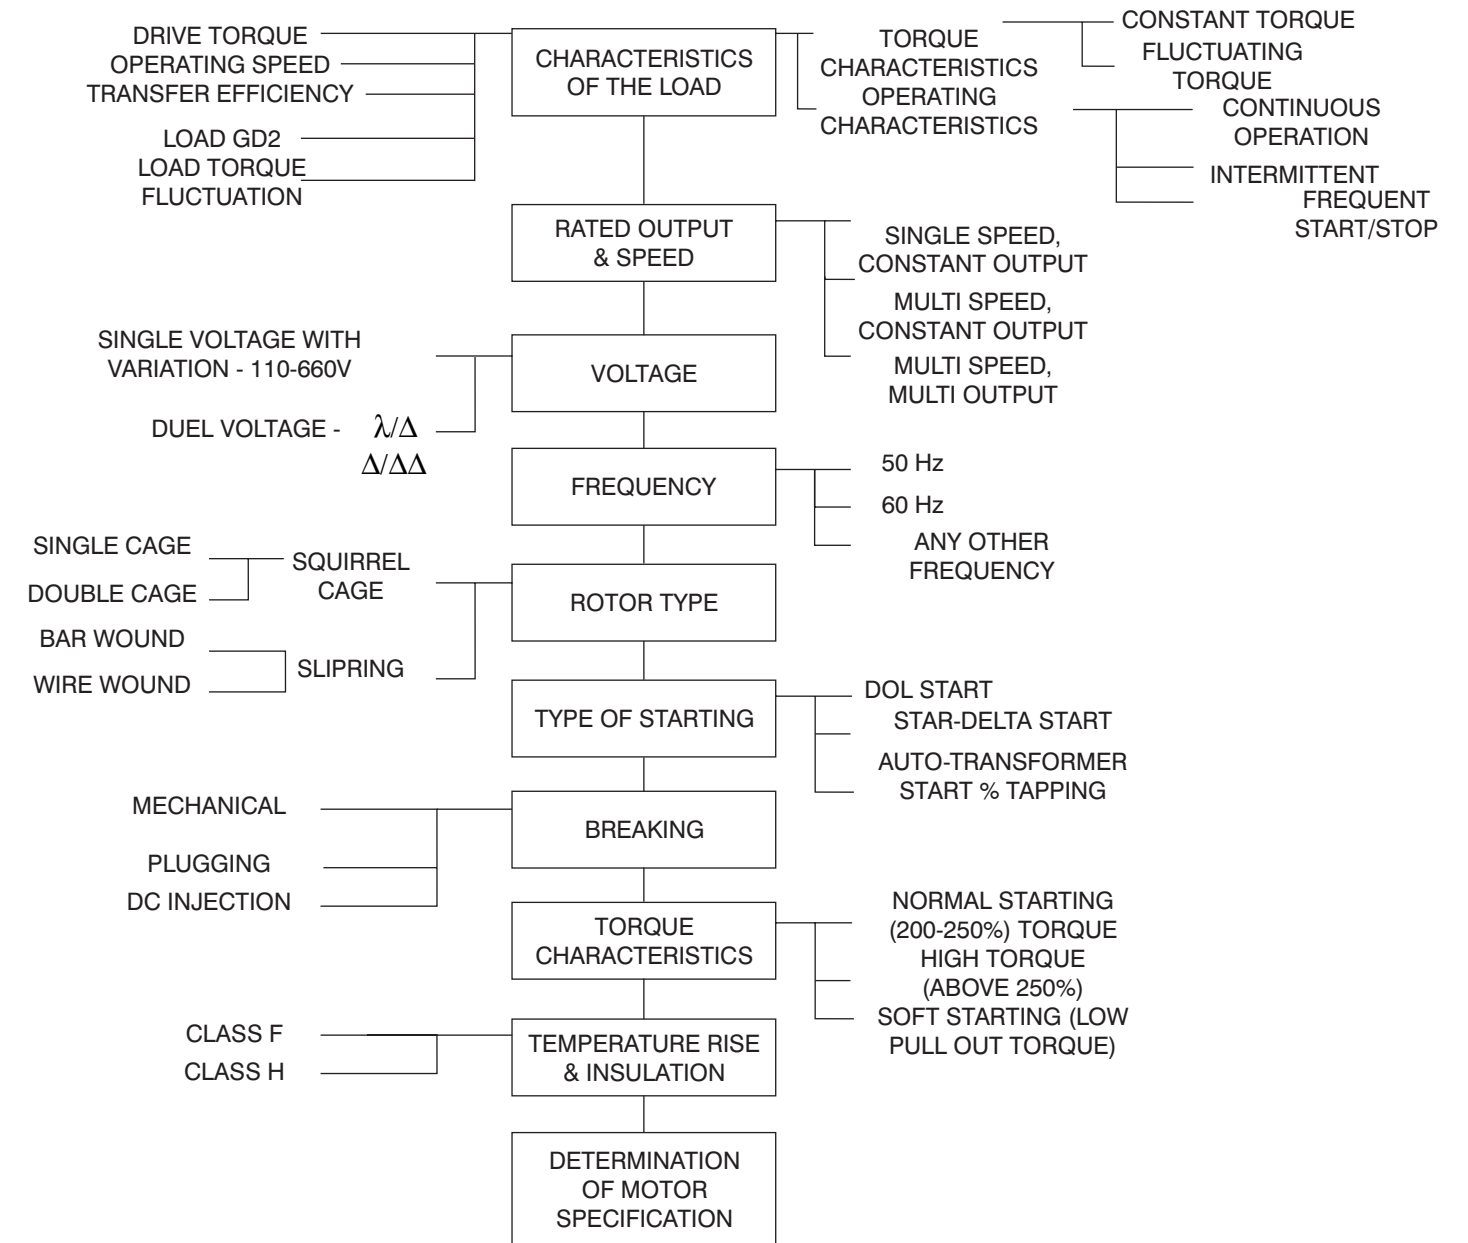 DRIVE TORQUE
OPERATING SPEED
TRANSFER EFFICIENCY
LOAD GD2
LOAD TORQUE
FLUCTUATION
CHARACTERISTICS
OF THE LOAD
TORQUE
CHARACTERISTICS
OPERATING
CHARACTERISTICS
CONSTANT TORQUE
FLUCTUATING
TORQUE
CONTINUOUS
OPERATION
INTERMITTENT
FREQUENT
START/STOP
RATED OUTPUT
& SPEED
SINGLE SPEED,
CONSTANT OUTPUT
MULTI SPEED,
CONSTANT OUTPUT
MULTI SPEED,
MULTI OUTPUT
SINGLE VOLTAGE WITH
VARIATION - 110-660V
DUEL VOLTAGE - λ/Δ
Δ/ΔΔ
VOLTAGE
FREQUENCY
50 Hz
60 Hz
ANY OTHER
FREQUENCY
SINGLE CAGE
DOUBLE CAGE
SQUIRREL
CAGE
BAR WOUND
WIRE WOUND
SLIPRING
ROTOR TYPE
TYPE OF STARTING
DOL START
STAR-DELTA START
AUTO-TRANSFORMER
START % TAPPING
MECHANICAL
PLUGGING
DC INJECTION
BREAKING
TORQUE
CHARACTERISTICS
NORMAL STARTING
(200-250%) TORQUE
HIGH TORQUE
(ABOVE 250%)
SOFT STARTING (LOW
PULL OUT TORQUE)
CLASS F
CLASS H
TEMPERATURE RISE
& INSULATION
DETERMINATION
OF MOTOR
SPECIFICATION